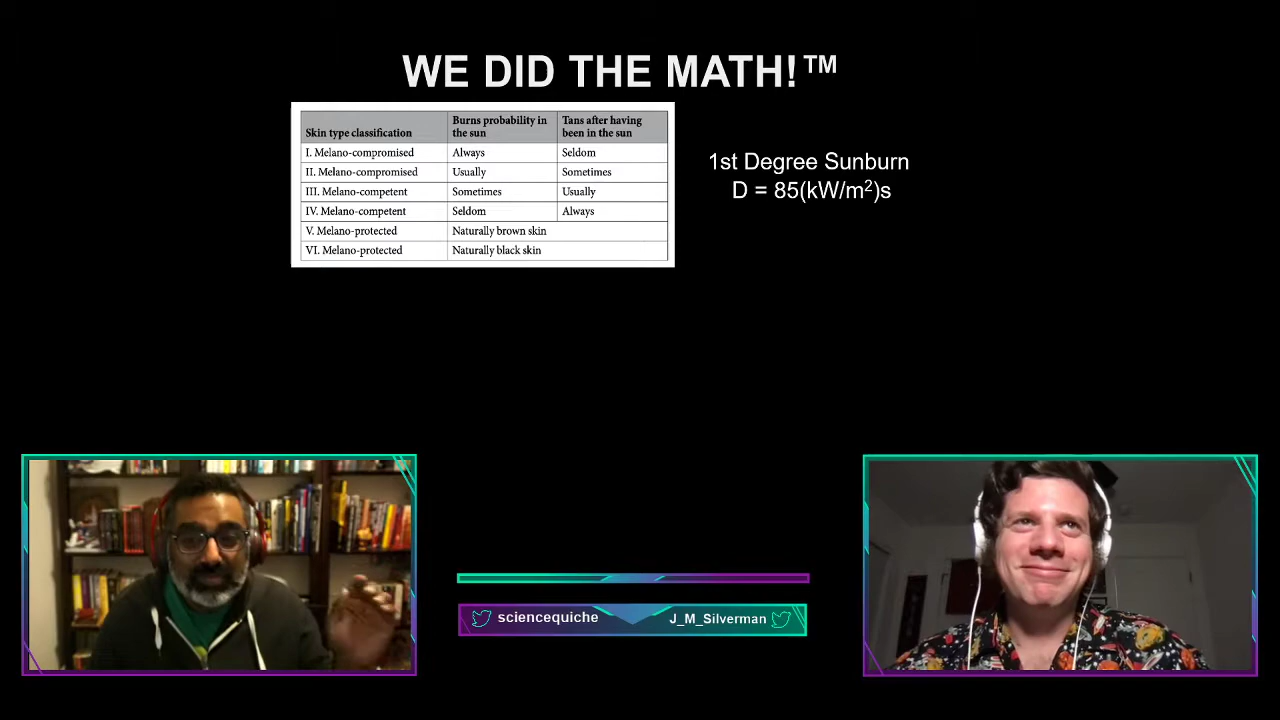 WE DID THE MATH!™
Skin type classification
Burns probability in
the sun
Tans after having
been in the sun
I. Melano-compromised Always Seldom
II. Melano-compromised Usually Sometimes
III. Melano-competent Sometimes Usually
IV. Melano-competent Seldom Always
V. Melano-protected Naturally brown skin
VI. Melano-protected Naturally black skin
1st Degree Sunburn
D = 85(kW/m²)s
sciencequiche
J_M_Silverman